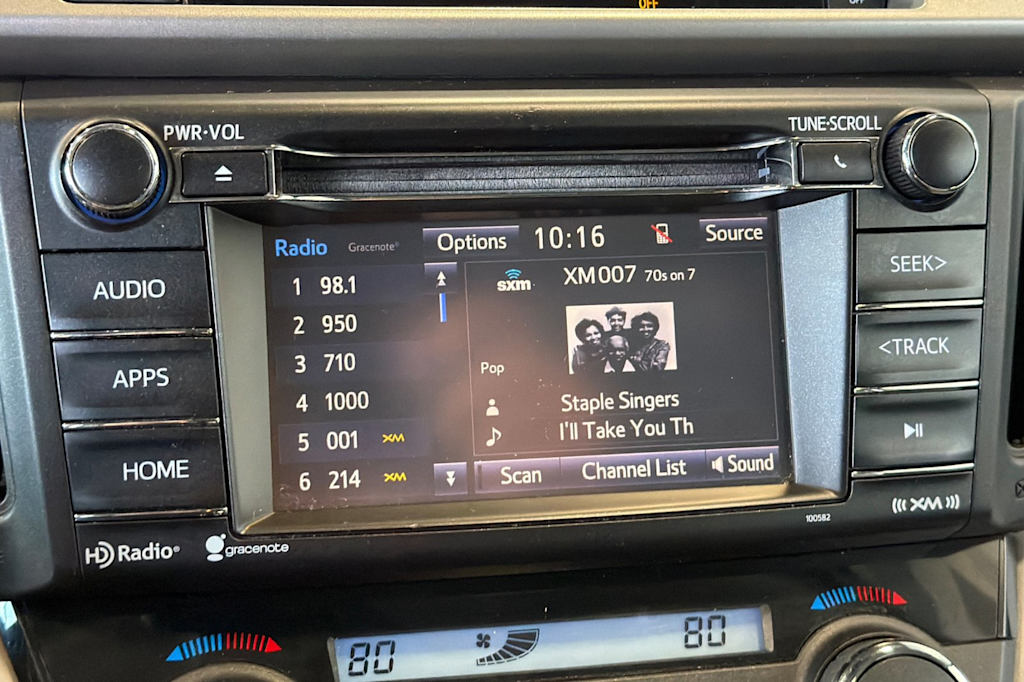 OFF
OFF
PWR·VOL
TUNE·SCROLL
AUDIO
APPS
HOME
HD Radio®
gracenote
Radio
Gracenote®
Options
10:16
Source
1 98.1
2 950
3 710
4 1000
5 001 XM
6 214 XM
sxm
XM007 70s on 7
Pop
Staple Singers
I'll Take You Th
Scan
Channel List
Sound
SEEK>
<TRACK
((( XM )))
100582
80
80